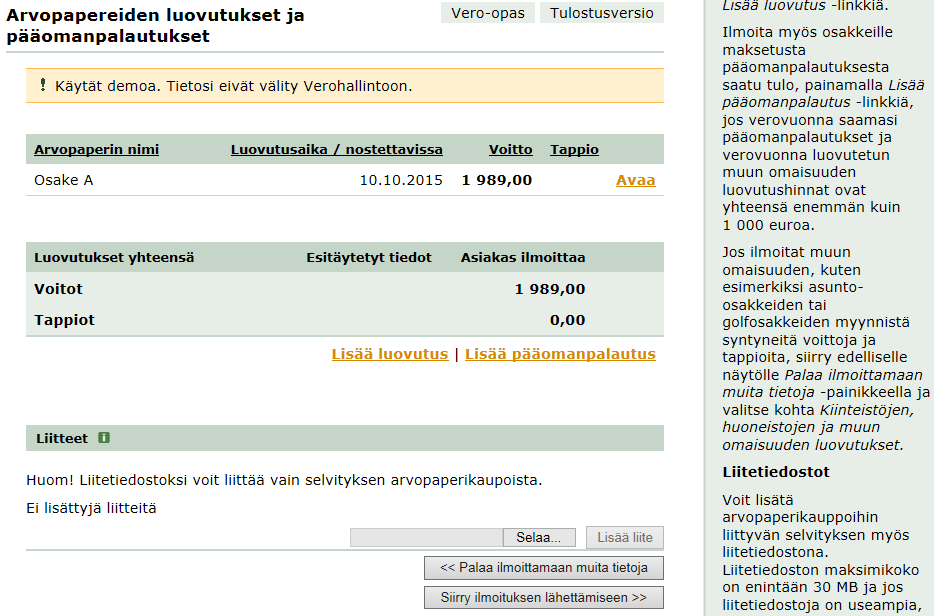 Arvopapereiden luovutukset ja
pääomanpalautukset
Vero-opas
Tulostusversio
Käytät demoa. Tietosi eivät välity Verohallintoon.
Arvopaperin nimi Luovutusaika / nostettavissa Voitto Tappio
Osake A 10.10.2015 1 989,00 Avaa
Luovutukset yhteensä Esitäytetyt tiedot Asiakas ilmoittaa
Voitot 1 989,00
Tappiot 0,00
Lisää luovutus | Lisää pääomanpalautus
Liitteet i
Huom! Liitetiedostoksi voit liittää vain selvityksen arvopaperikaupoista.
Ei lisättyjä liitteitä
Selaa... Lisää liite
<< Palaa ilmoittamaan muita tietoja
Siirry ilmoituksen lähettämiseen >>
Lisää luovutus -linkkiä.
Ilmoita myös osakkeille
maksetusta
pääomanpalautuksesta
saatu tulo, painamalla Lisää
pääomanpalautus -linkkiä,
jos verovuonna saamasi
pääomanpalautukset ja
verovuonna luovutetun
muun omaisuuden
luovutushinnat ovat
yhteensä enemmän kuin
1 000 euroa.
Jos ilmoitat muun
omaisuuden, kuten
esimerkiksi asunto-
osakkeiden tai
golfosakkeiden myynnistä
syntyneitä voittoja ja
tappioita, siirry edelliselle
näytölle Palaa ilmoittamaan
muita tietoja -painikkeella ja
valitse kohta Kiinteistöjen,
huoneistojen ja muun
omaisuuden luovutukset.
Liitetiedostot
Voit lisätä
arvopaperikauppoihin
liittyvän selvityksen myös
liitetiedostona.
Liitetiedoston maksimikoko
on enintään 30 MB ja jos
liitetiedostoja on useampia,